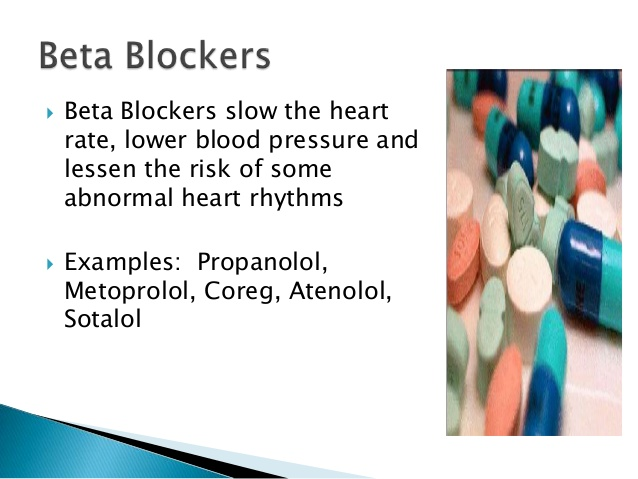 Beta Blockers
Beta Blockers slow the heart
rate, lower blood pressure and
lessen the risk of some
abnormal heart rhythms
Examples:  Propanolol,
Metoprolol, Coreg, Atenolol,
Sotalol